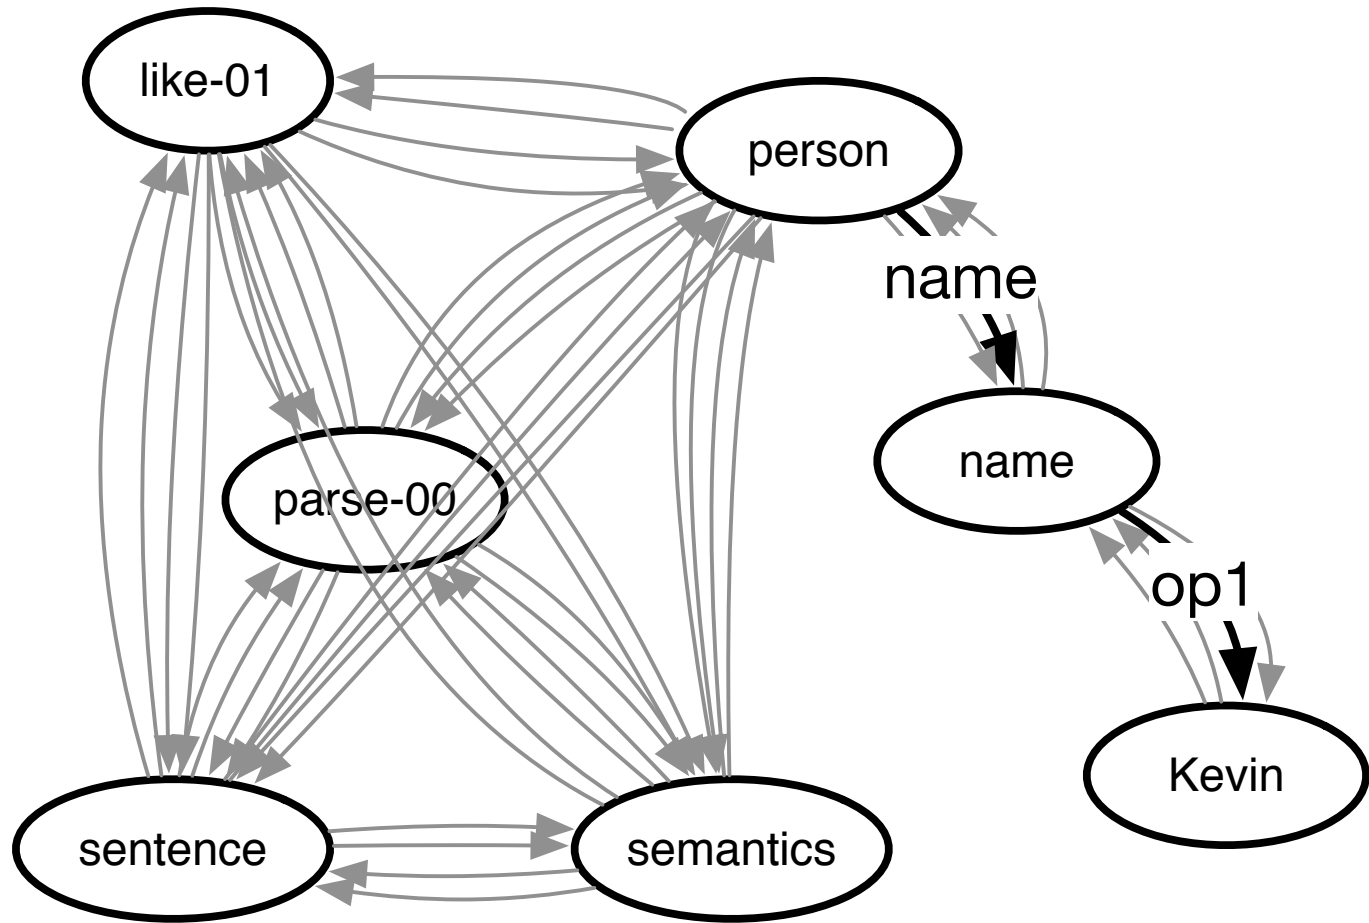 like-01
person
name
name
parse-00
op1
Kevin
sentence
semantics